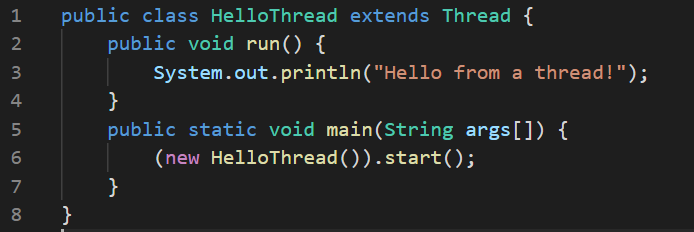 1 public class HelloThread extends Thread {
2     public void run() {
3         System.out.println("Hello from a thread!");
4     }
5     public static void main(String args[]) {
6         (new HelloThread()).start();
7     }
8 }